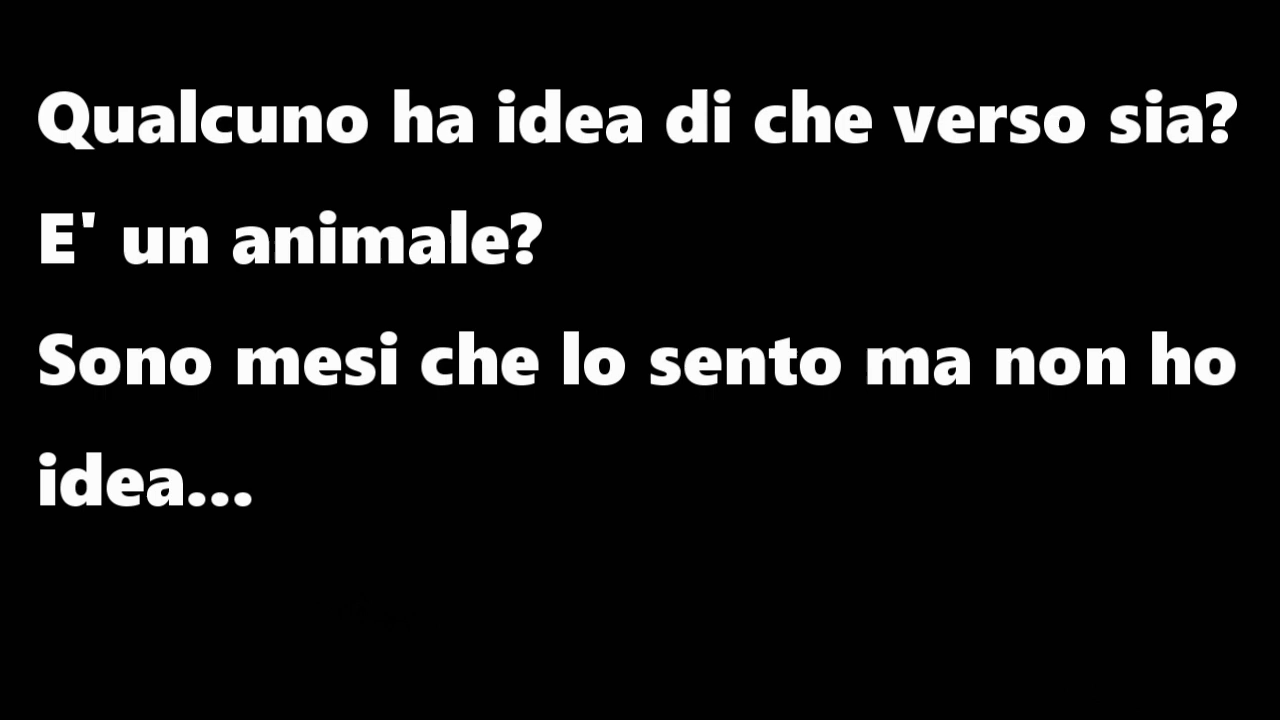 Qualcuno ha idea di che verso sia?
E' un animale?
Sono mesi che lo sento ma non ho
idea...